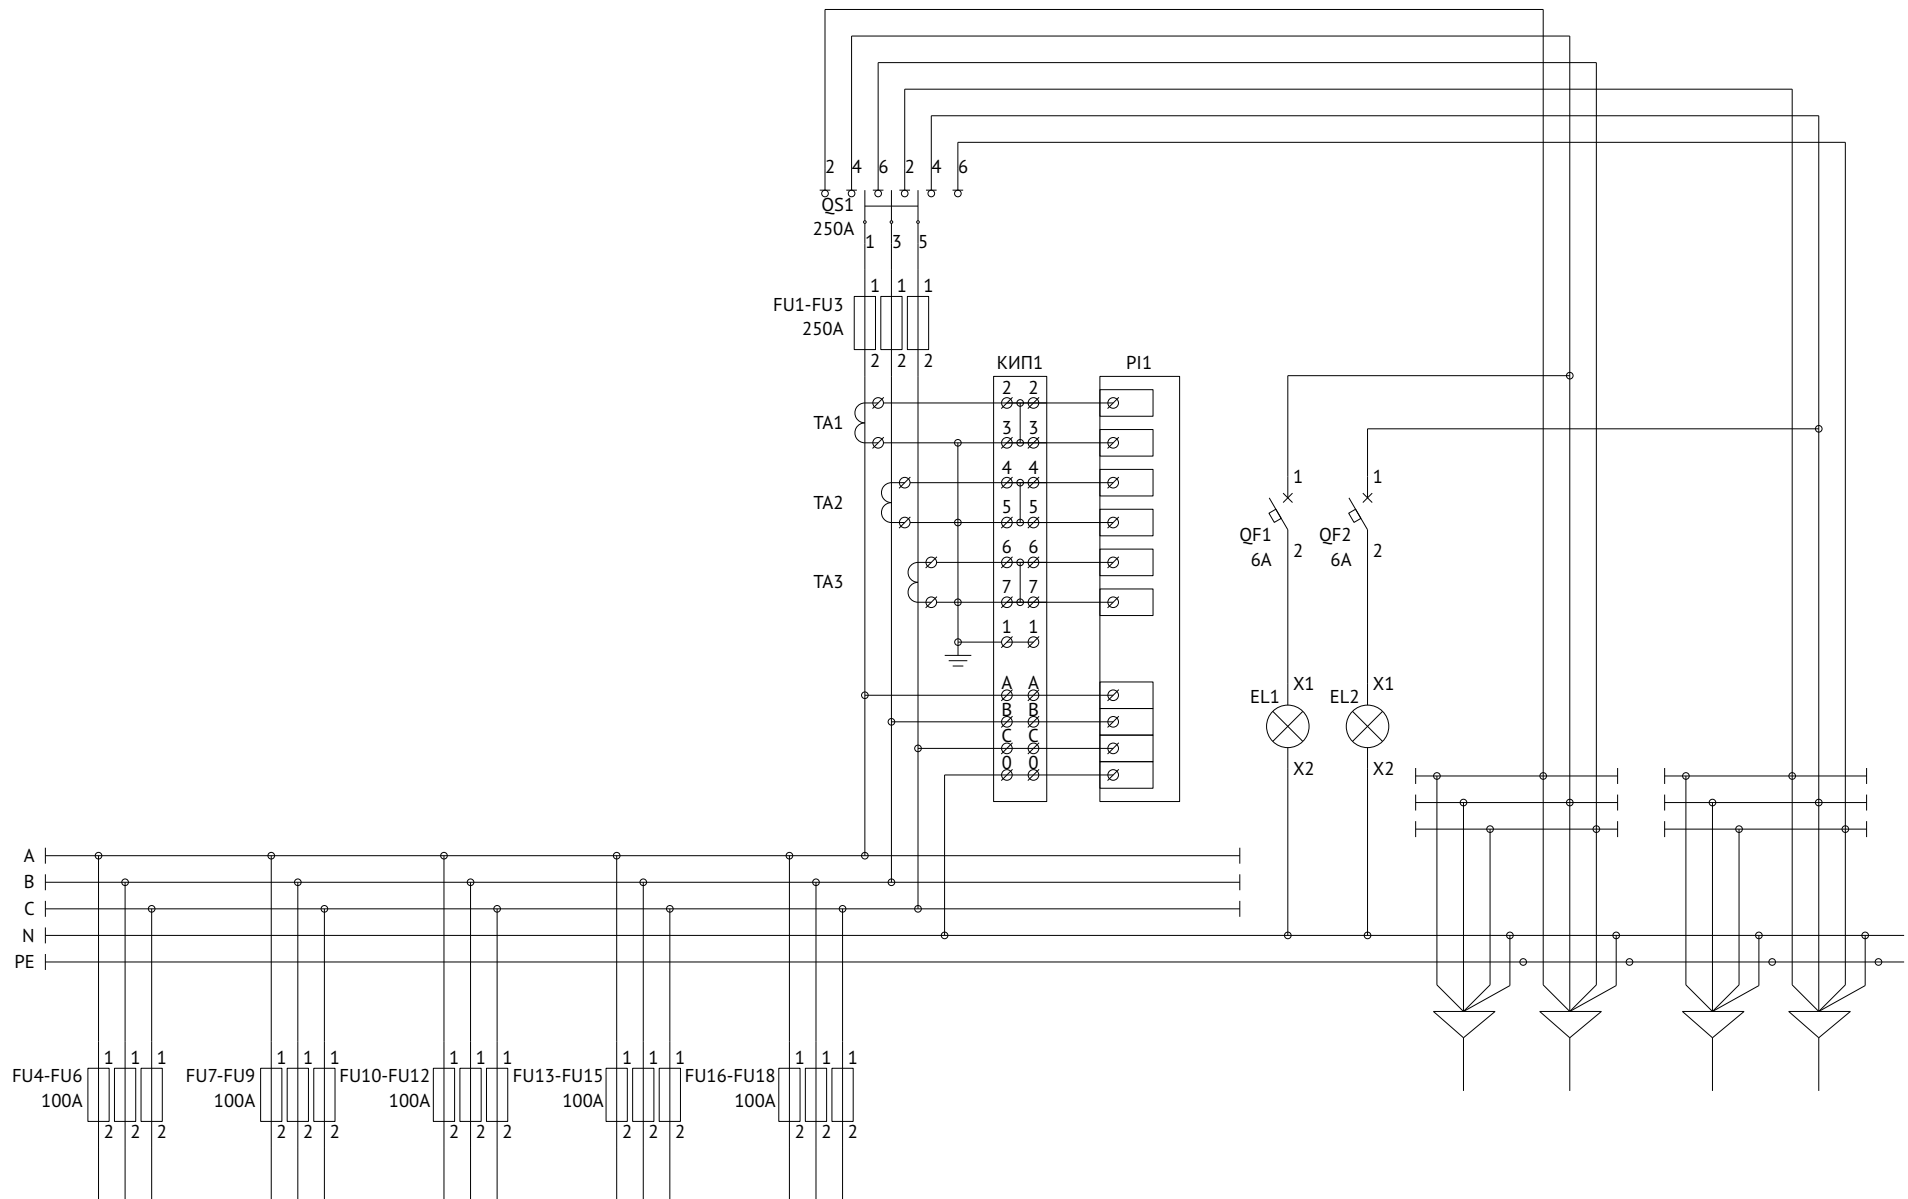 2 4 6 2 4 6
QS1
250A
1 3 5
1 1 1
FU1-FU3
250A
2 2 2
КИП1 PI1
2 2
TA1
3 3
4 4
1 1
TA2
5 5
QF1 QF2
6A 6A
2 2
6 6
TA3
7 7
1 1
A A
X1 X1
EL1 EL2
B B
C C
0 0
X2 X2
A
B
C
N
PE
1 1 1 1 1 1 1 1 1 1 1 1 1 1 1
FU4-FU6 FU7-FU9 FU10-FU12 FU13-FU15 FU16-FU18
100A 100A 100A 100A 100A
2 2 2 2 2 2 2 2 2 2 2 2 2 2 2